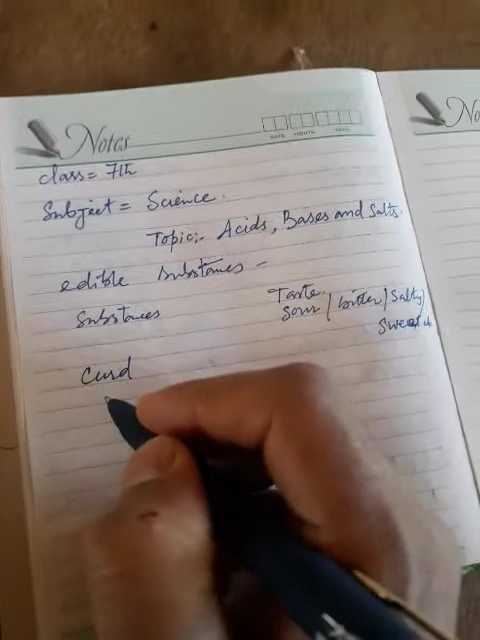 Notes
DATE MONTH YEAR
No
class = 7th
Subject = Science.
Topic:- Acids, Bases and Salts.
edible substances -
Substances Taste
Sour / bitter / Salty /
Sweet
Curd